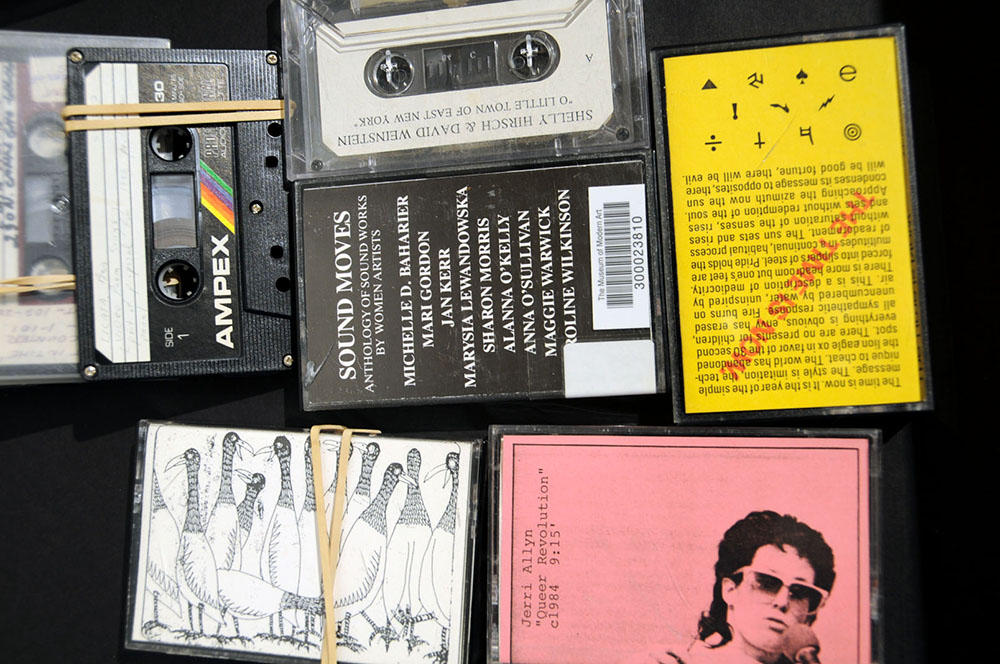 30
SIDE
1
AMPEX
A
SHELLY HIRSCH & DAVID WEINSTEIN
"O LITTLE TOWN OF EAST NEW YORK"
SOUND MOVES
ANTHOLOGY OF SOUND WORKS
BY WOMEN ARTISTS
MICHELLE D. BAHARIER
MARI GORDON
JAN KERR
MARYSIA LEWANDOWSKA
SHARON MORRIS
ALANNA O'KELLY
ANNA O'SULLIVAN
MAGGIE WARWICK
ROLINE WILKINSON
The Museum of Modern Art
300023810
The time is now. It is the year of the simple
message. The style is imitation, the tech-
nique to cheat. The world has abandoned
the lion eagle ox in favor of the 30 second
spot. There are no presents for children,
everything is obvious, envy has erased
all sympathetic response. Fire burns on
unencumbered by water, uninspired by
air. This is a description of mediocrity.
There is more headroom but one's feet are
forced into slippers of steel. Pride holds the
multitudes. Continual, habitual process
of readjustment. The sun sets and rises
without maturation of the senses, rises
and sets without redemption of the soul.
Approaching now the azimuth the sun
condenses its message to opposites, there
will be good fortune, there will be evil.
Jerri Allyn
"Queer Revolution"
c1984 9:15'